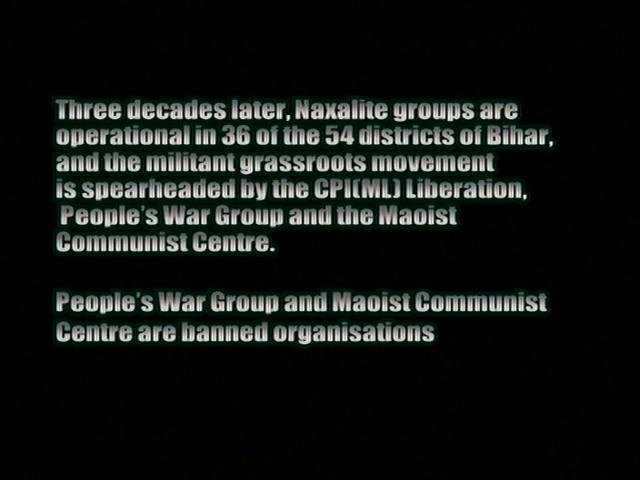 Three decades later, Naxalite groups are
operational in 36 of the 54 districts of Bihar,
and the militant grassroots movement
is spearheaded by the CPI(ML) Liberation,
People's War Group and the Maoist
Communist Centre.
People's War Group and Maoist Communist
Centre are banned organisations